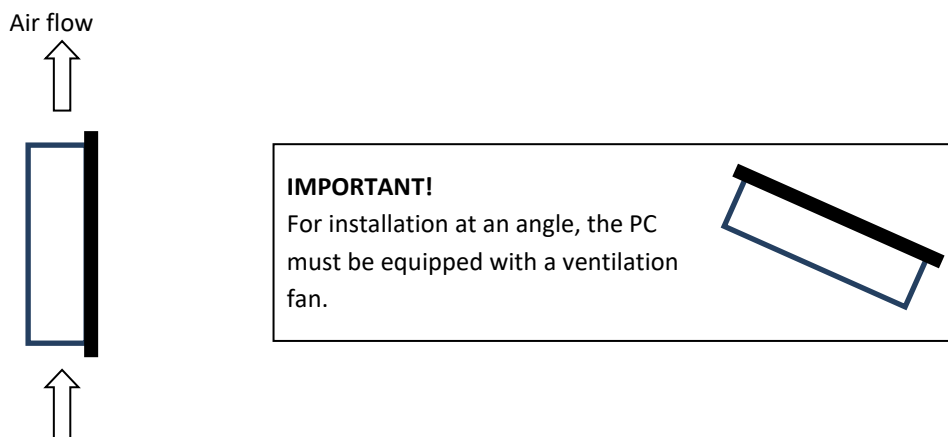 Air flow
IMPORTANT!
For installation at an angle, the PC
must be equipped with a ventilation
fan.